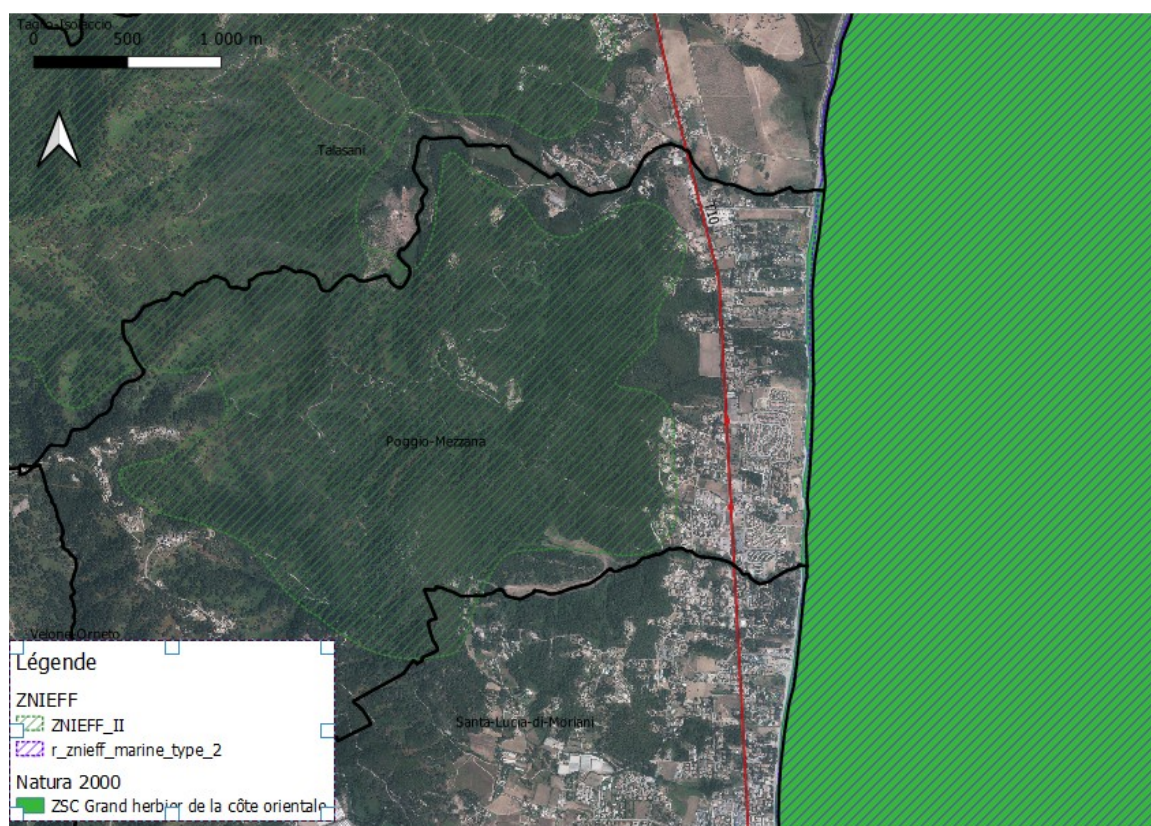 Taglio-Isolaccio
0 500 1 000 m
Talasani
T10
Poggio-Mezzana
Velone-Orneto
Santa-Lucia-di-Moriani
Légende
ZNIEFF
ZNIEFF_II
r_znieff_marine_type_2
Natura 2000
ZSC Grand herbier de la côte orientale